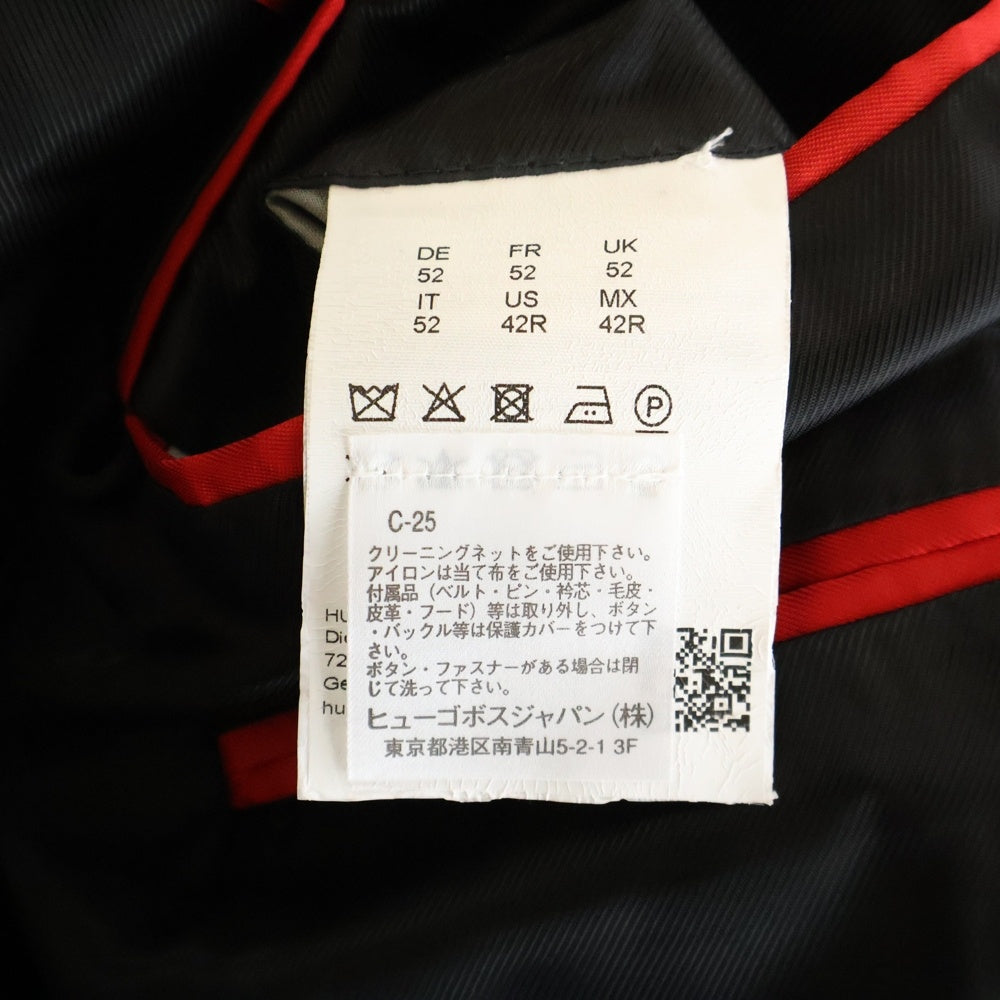 DE FR UK
52 52 52
IT US MX
52 42R 42R
P
C-25
クリーニングネットをご使用下さい。
アイロンは当て布をご使用下さい。
付属品（ベルト・ピン・衿芯・毛皮・
皮革・フード）等は取り外し、ボタン
・バックル等は保護カバーをつけて下
さい。
ボタン・ファスナーがある場合は閉
じて洗って下さい。
ヒューゴボスジャパン（株）
東京都港区南青山5-2-1 3F
HU
Die
72
Ge
hu